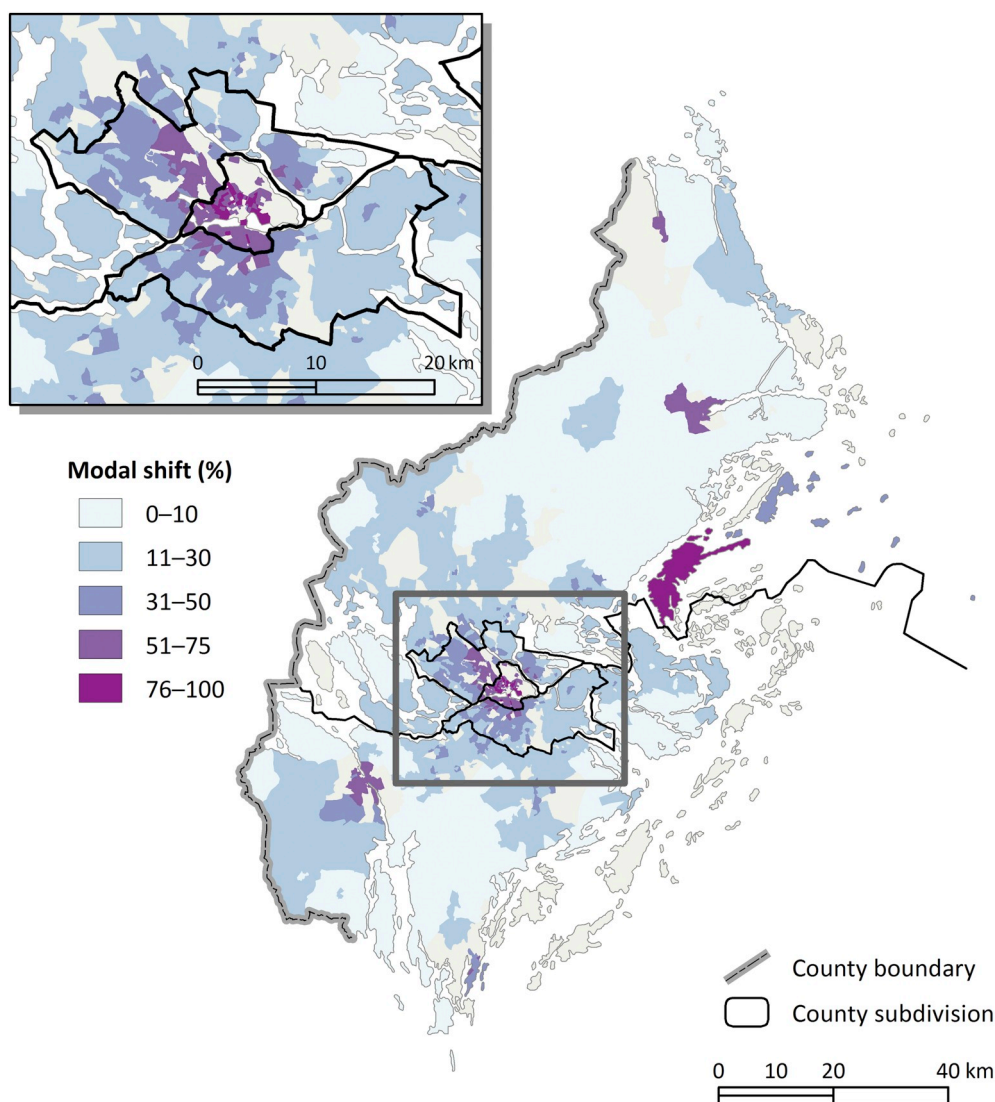 0 10 20 km
Modal shift (%)
0–10
11–30
31–50
51–75
76–100
County boundary
County subdivision
0 10 20 40 km